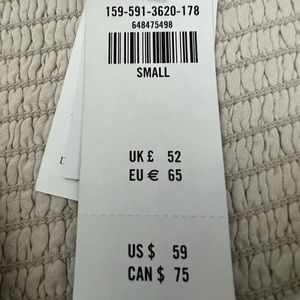 159-591-3620-178
648475498
SMALL
UK £ 52
EU € 65
US $ 59
CAN $ 75